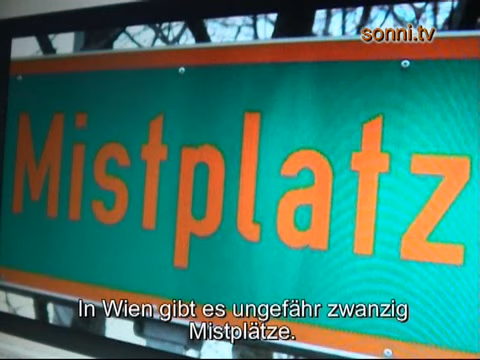 sonni.tv
Mistplatz
In Wien gibt es ungefähr zwanzig
Mistplätze.